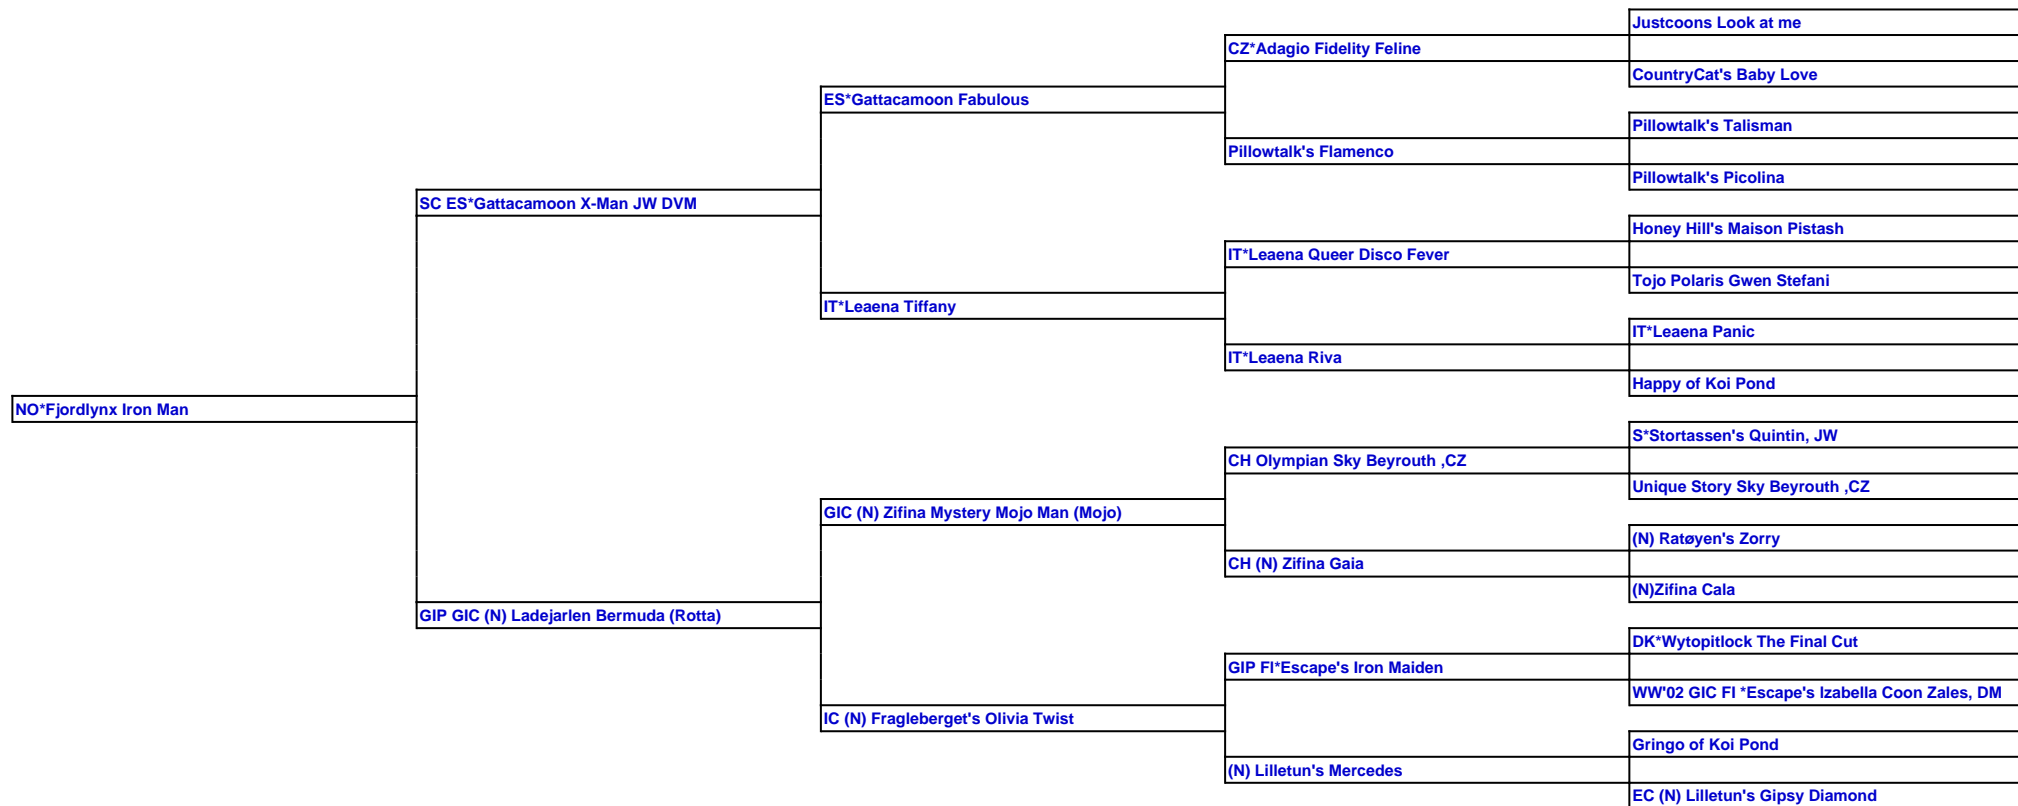 Justcoons Look at me
CZ*Adagio Fidelity Feline
CountryCat's Baby Love
ES*Gattacamoon Fabulous
Pillowtalk's Talisman
Pillowtalk's Flamenco
Pillowtalk's Picolina
SC ES*Gattacamoon X-Man JW DVM
Honey Hill's Maison Pistash
IT*Leaena Queer Disco Fever
Tojo Polaris Gwen Stefani
IT*Leaena Tiffany
IT*Leaena Panic
IT*Leaena Riva
Happy of Koi Pond
NO*Fjordlynx Iron Man
S*Stortassen's Quintin, JW
CH Olympian Sky Beyrouth ,CZ
Unique Story Sky Beyrouth ,CZ
GIC (N) Zifina Mystery Mojo Man (Mojo)
(N) Ratøyen's Zorry
CH (N) Zifina Gaia
(N)Zifina Cala
GIP GIC (N) Ladejarlen Bermuda (Rotta)
DK*Wytopitlock The Final Cut
GIP FI*Escape's Iron Maiden
WW'02 GIC FI *Escape's Izabella Coon Zales, DM
IC (N) Fragleberget's Olivia Twist
Gringo of Koi Pond
(N) Lilletun's Mercedes
EC (N) Lilletun's Gipsy Diamond